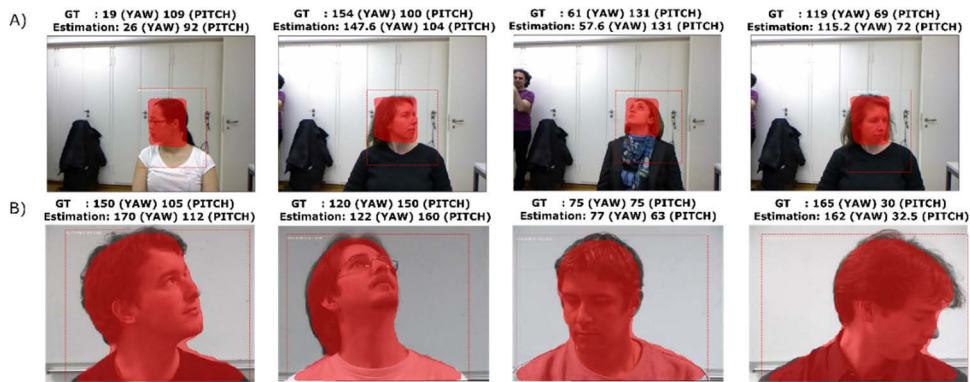 A)
GT : 19 (YAW) 109 (PITCH)
Estimation: 26 (YAW) 92 (PITCH)
GT : 154 (YAW) 100 (PITCH)
Estimation: 147.6 (YAW) 104 (PITCH)
GT : 61 (YAW) 131 (PITCH)
Estimation: 57.6 (YAW) 131 (PITCH)
GT : 119 (YAW) 69 (PITCH)
Estimation: 115.2 (YAW) 72 (PITCH)
B)
GT : 150 (YAW) 105 (PITCH)
Estimation: 170 (YAW) 112 (PITCH)
GT : 120 (YAW) 150 (PITCH)
Estimation: 122 (YAW) 160 (PITCH)
GT : 75 (YAW) 75 (PITCH)
Estimation: 77 (YAW) 63 (PITCH)
GT : 165 (YAW) 30 (PITCH)
Estimation: 162 (YAW) 32.5 (PITCH)